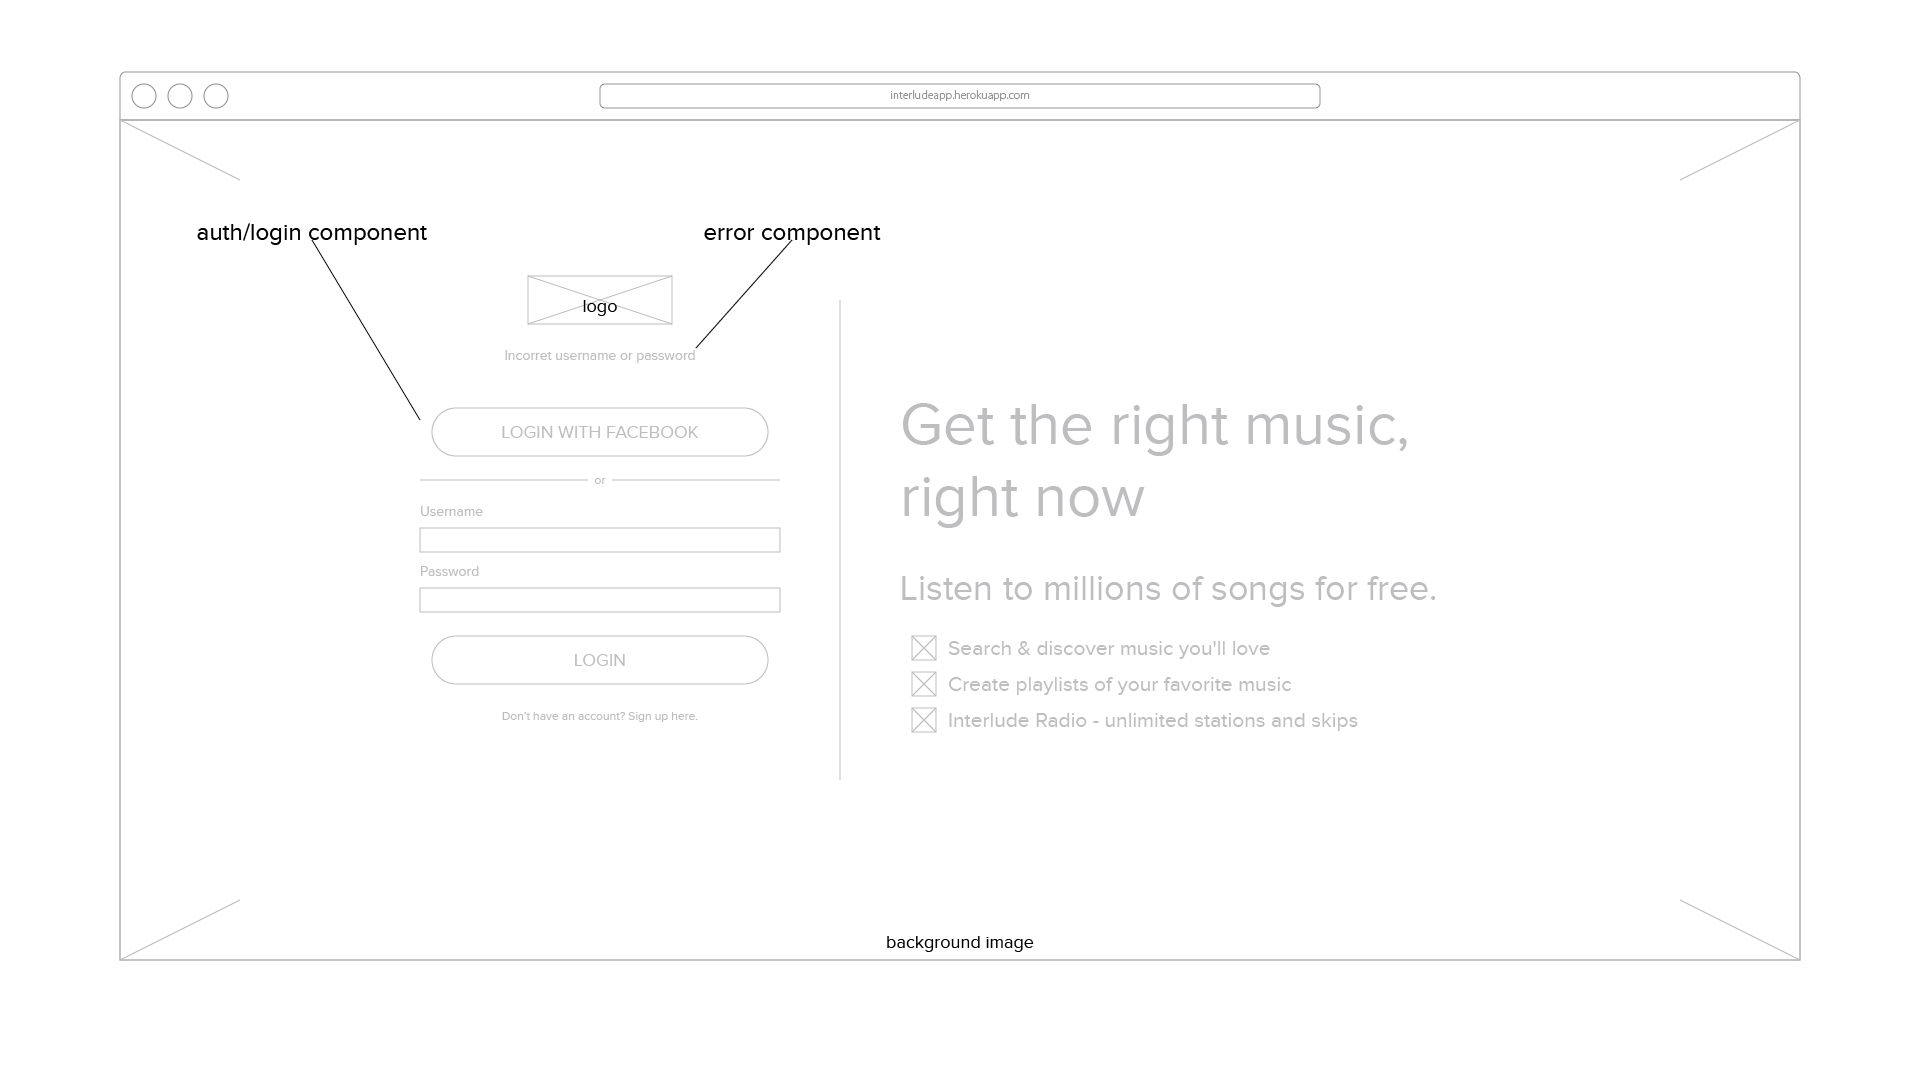 interludeapp.herokuapp.com
auth/login component
error component
logo
Incorret username or password
LOGIN WITH FACEBOOK
or
Username
Password
LOGIN
Don't have an account? Sign up here.
Get the right music,
right now
Listen to millions of songs for free.
Search & discover music you'll love
Create playlists of your favorite music
Interlude Radio - unlimited stations and skips
background image